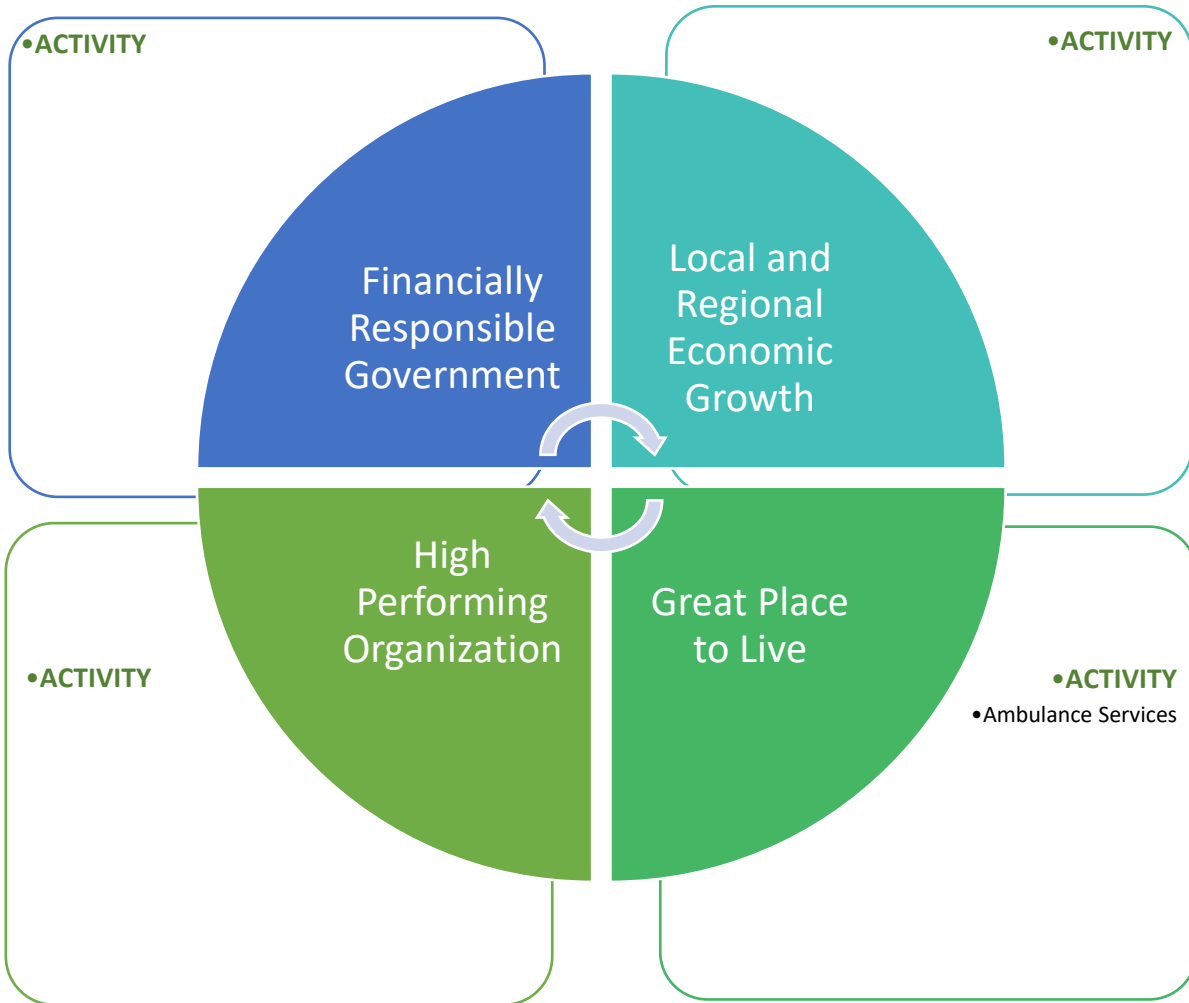 •ACTIVITY
•ACTIVITY
Financially
Responsible
Government
Local and
Regional
Economic
Growth
High
Performing
Organization
Great Place
to Live
•ACTIVITY
•ACTIVITY
•Ambulance Services